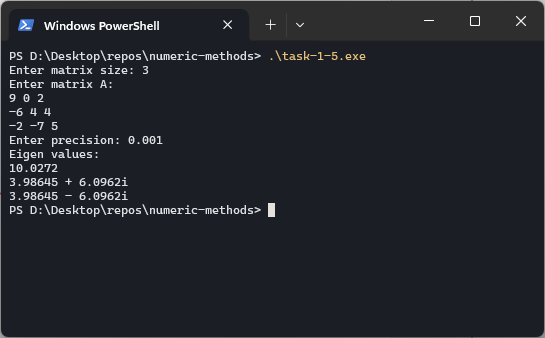 Windows PowerShell
PS D:\Desktop\repos\numeric-methods> .\task-1-5.exe
Enter matrix size: 3
Enter matrix A:
9 0 2
-6 4 4
-2 -7 5
Enter precision: 0.001
Eigen values:
10.0272
3.98645 + 6.0962i
3.98645 - 6.0962i
PS D:\Desktop\repos\numeric-methods>